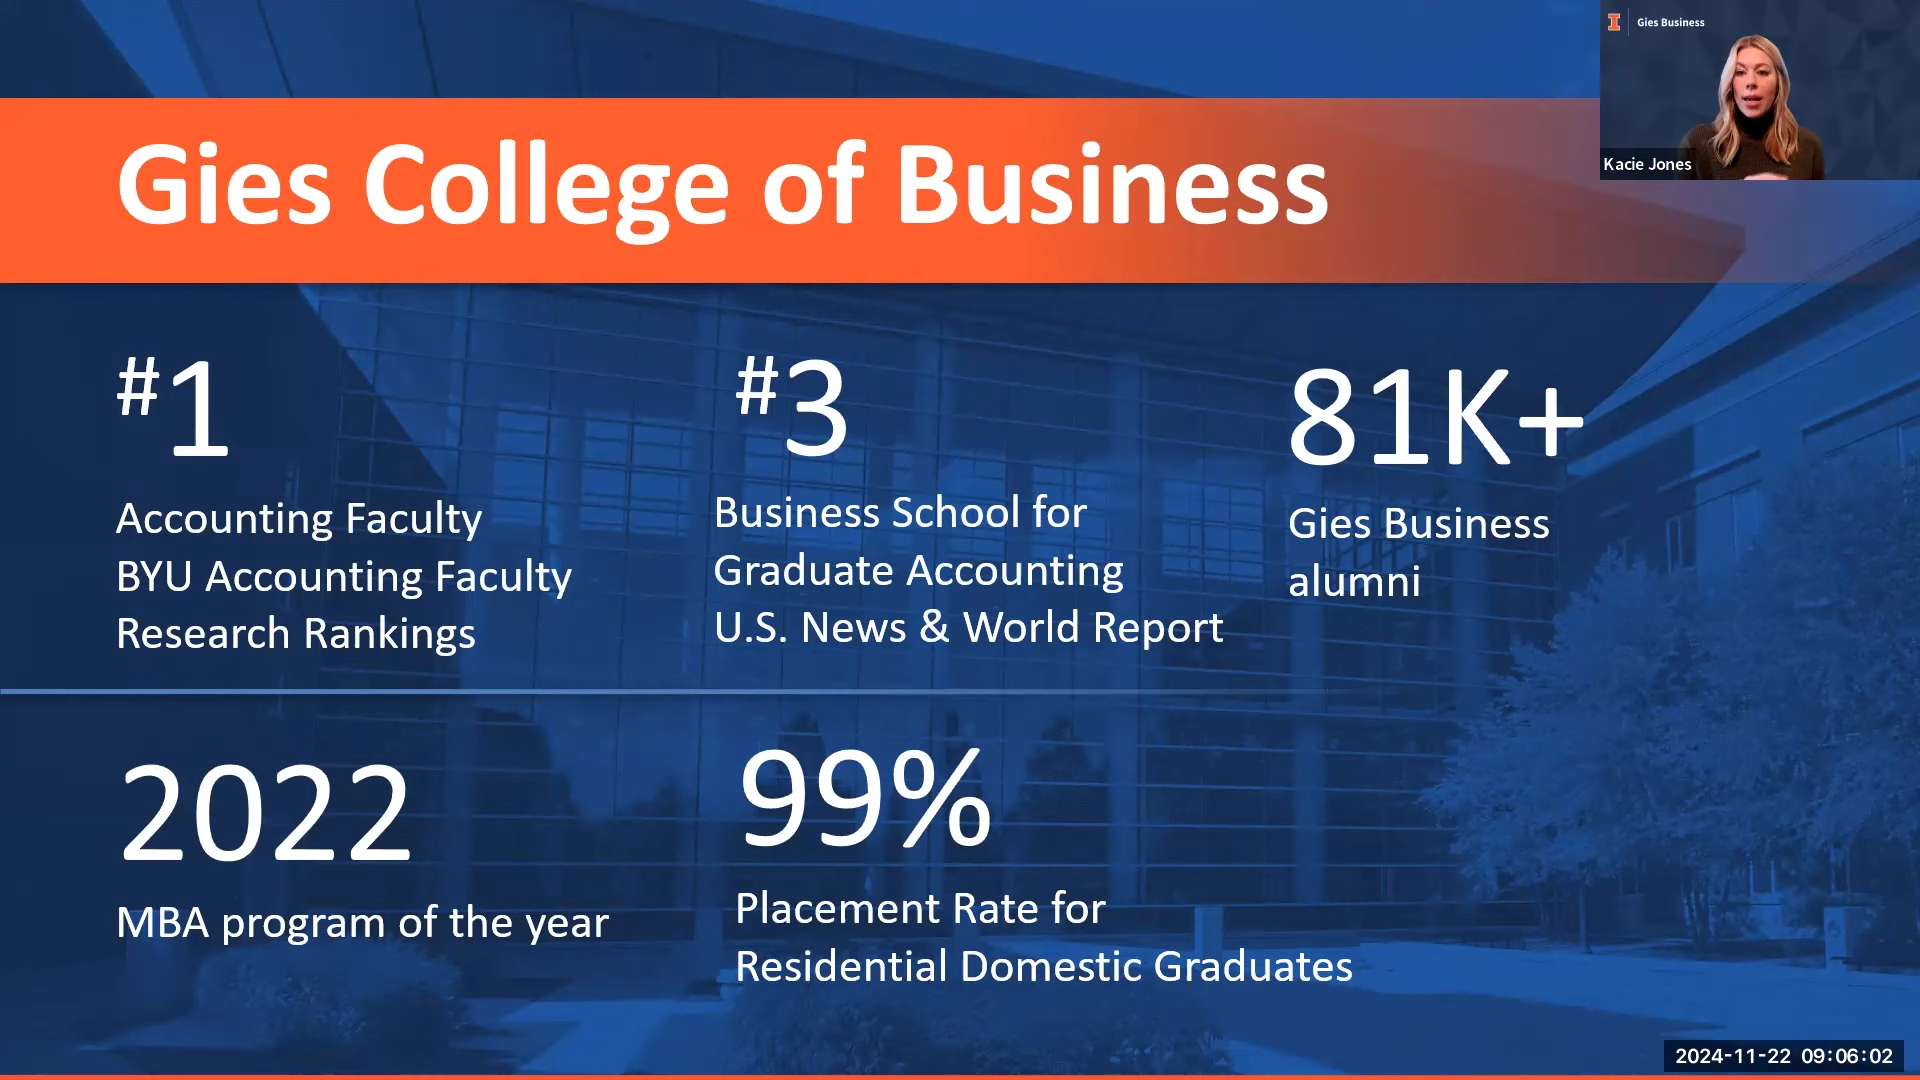 Gies Business
Kacie Jones
Gies College of Business
#1
Accounting Faculty
BYU Accounting Faculty
Research Rankings
#3
Business School for
Graduate Accounting
U.S. News & World Report
81K+
Gies Business
alumni
2022
MBA program of the year
99%
Placement Rate for
Residential Domestic Graduates
2024-11-22 09:06:02